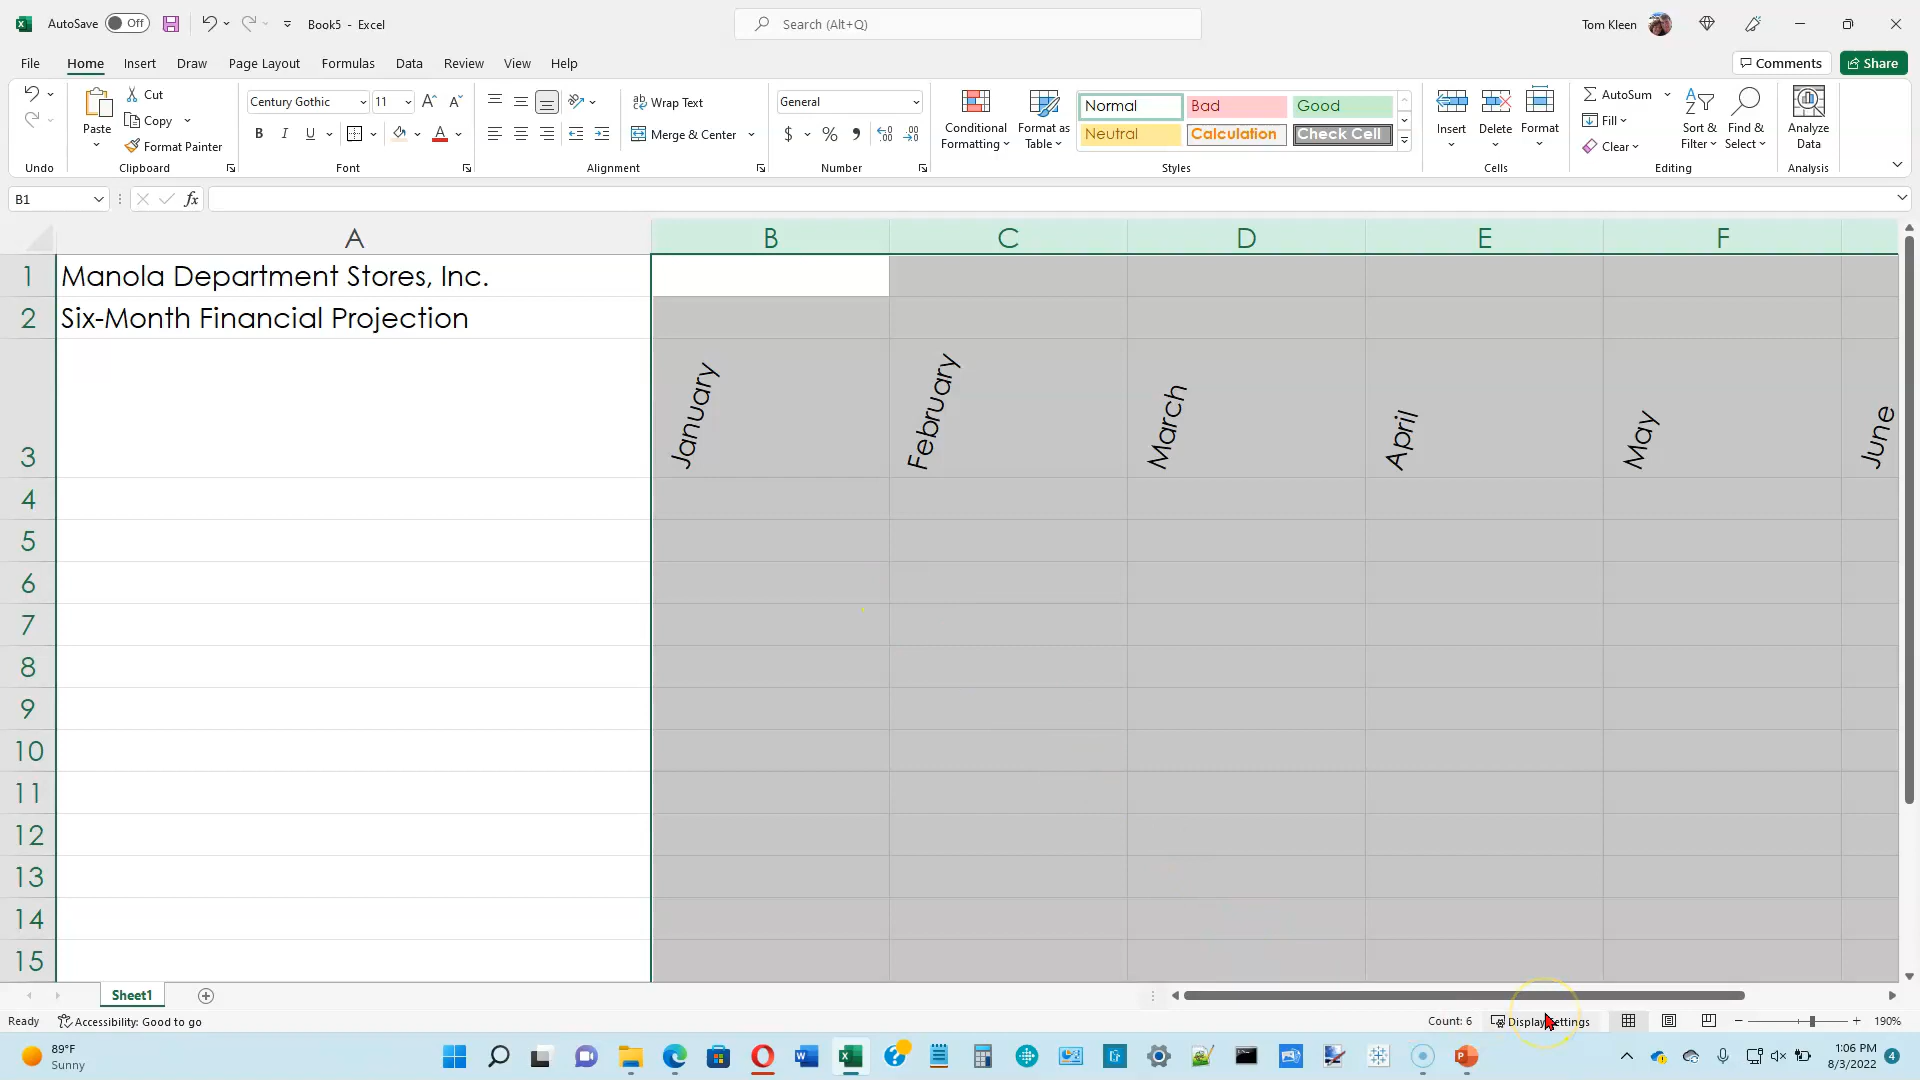 AutoSave Off Book5 - Excel Search (Alt+Q) Tom Kleen
File Home Insert Draw Page Layout Formulas Data Review View Help Comments Share
Undo
Paste
Cut
Copy
Format Painter
Clipboard
Century Gothic 11
B I U A
Font
ab Wrap Text
Merge & Center
Alignment
General
$ % 9
Number
Conditional Formatting
Format as Table
Normal Bad Good
Neutral Calculation Check Cell
Styles
Insert Delete Format
Cells
AutoSum
Fill
Clear
Sort & Filter
Find & Select
Editing
Analyze Data
Analysis
B1 fx
A B C D E F
1 Manola Department Stores, Inc.
2 Six-Month Financial Projection
3 January February March April May June
4
5
6
7
8
9
10
11
12
13
14
15
Sheet1
Ready Accessibility: Good to go Count: 6 Display Settings 190%
89°F
Sunny
1:06 PM
8/3/2022
4